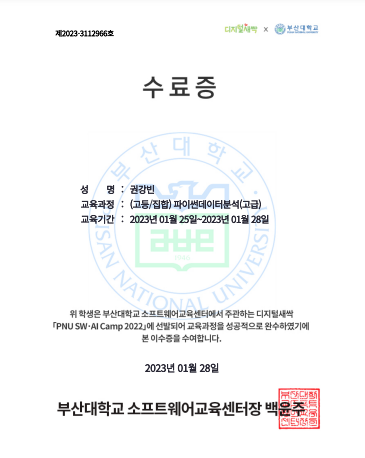 제2023-3112966호
디지털새싹 X 부산대학교
수료증
성 명 : 권강빈
교육과정 : (고등/집합) 파이썬데이터분석(고급)
교육기간 : 2023년 01월 25일~2023년 01월 28일
부산대학교
BUSAN NATIONAL UNIVERSITY
위 학생은 부산대학교 소프트웨어교육센터에서 주관하는 디지털새싹
「PNU SW·AI Camp 2022」에 선발되어 교육과정을 성공적으로 완수하였기에
본 이수증을 수여합니다.
2023년 01월 28일
부산대학교 소프트웨어교육센터장 백윤주